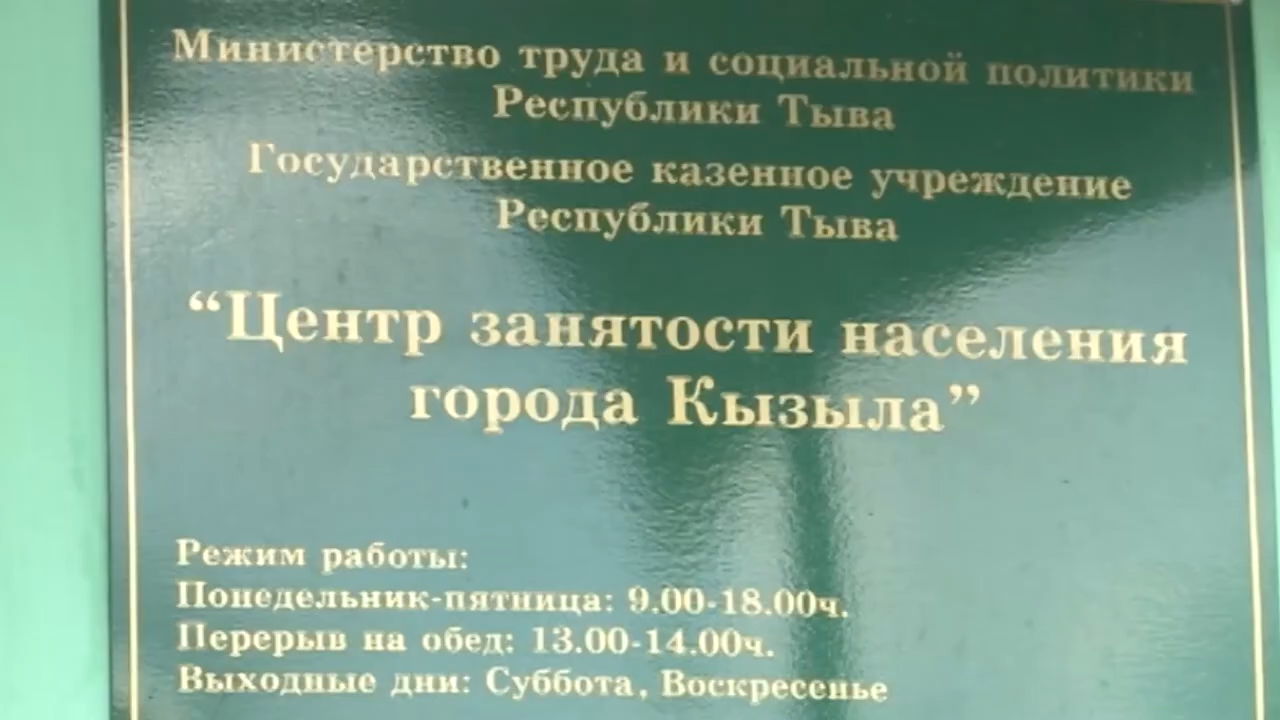 Министерство труда и социальной политики
Республики Тыва
Государственное казенное учреждение
Республики Тыва
“Центр занятости населения
города Кызыла”
Режим работы:
Понедельник-пятница: 9.00-18.00ч.
Перерыв на обед: 13.00-14.00ч.
Выходные дни: Суббота, Воскресенье